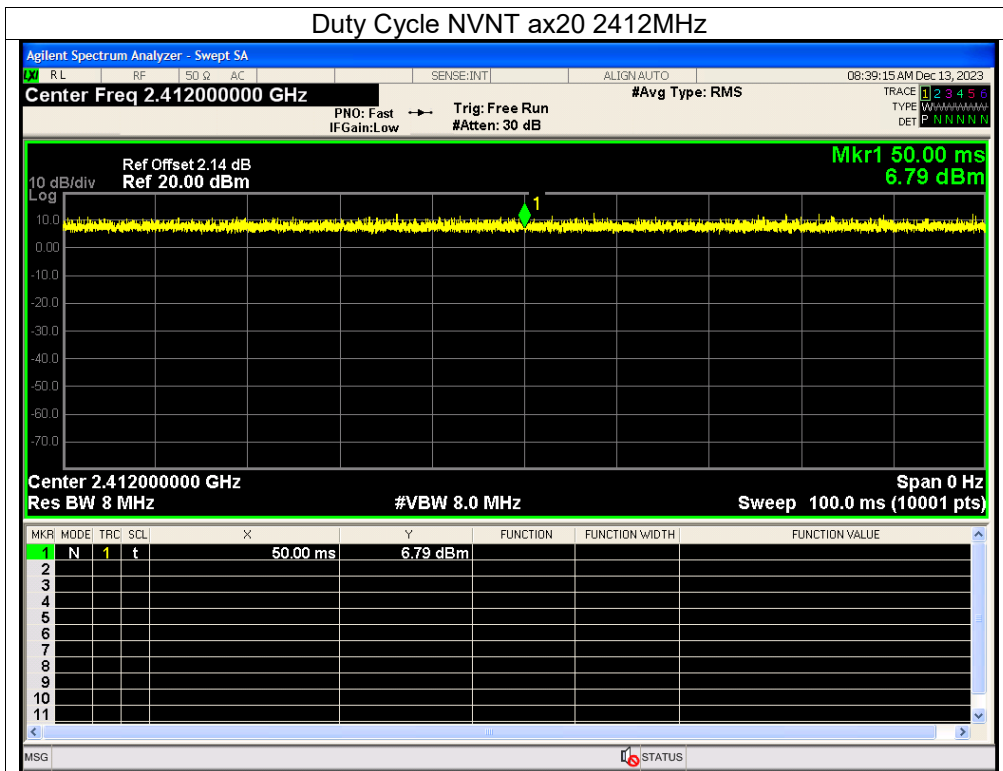 Duty Cycle NVNT ax20 2412MHz
Agilent Spectrum Analyzer - Swept SA
LXI RL RF 50 Ω AC SENSE:INT ALIGN AUTO 08:39:15 AM Dec 13, 2023
Center Freq 2.412000000 GHz #Avg Type: RMS TRACE 1 2 3 4 5 6
PNO: Fast Trig: Free Run TYPE WWWWWW
IFGain:Low #Atten: 30 dB DET P N N N N N
Mkr1 50.00 ms
6.79 dBm
Ref Offset 2.14 dB
10 dB/div Ref 20.00 dBm
Log
1
10.0
0.00
-10.0
-20.0
-30.0
-40.0
-50.0
-60.0
-70.0
Center 2.412000000 GHz Span 0 Hz
Res BW 8 MHz #VBW 8.0 MHz Sweep 100.0 ms (10001 pts)
MKR MODE TRC SCL X Y FUNCTION FUNCTION WIDTH FUNCTION VALUE
1 N 1 t 50.00 ms 6.79 dBm
2
3
4
5
6
7
8
9
10
11
MSG STATUS